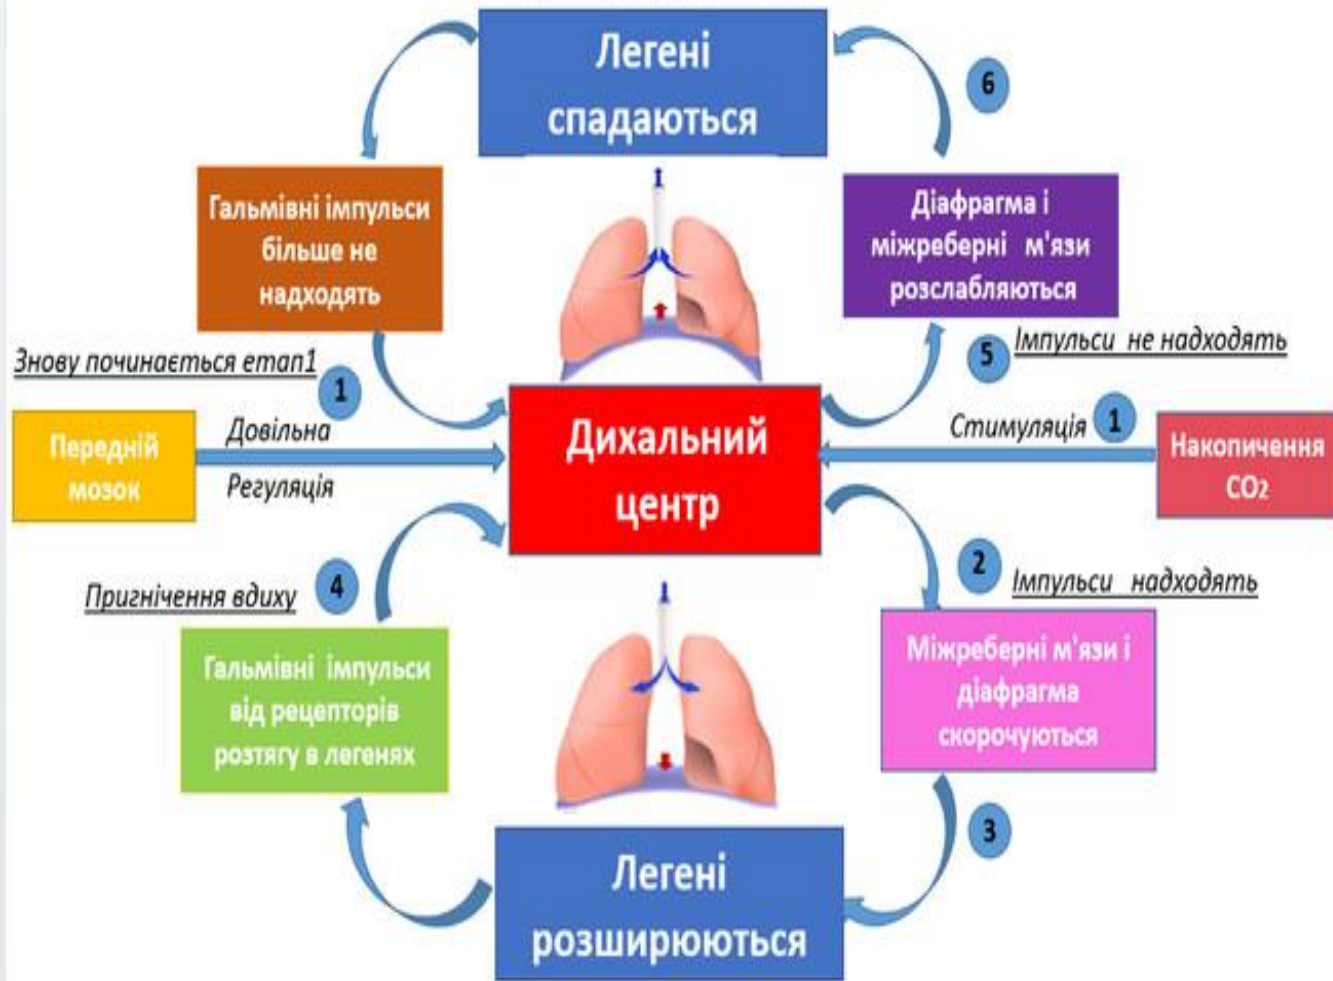 Легені
спадаються
6
Гальмівні імпульси
більше не
надходять
Діафрагма і
міжреберні м'язи
розслабляються
Знову починається етап1
1
5
Імпульси не надходять
Передній
мозок
Довільна
Регуляція
Дихальний
центр
Стимуляція
1
Накопичення
CO2
Пригнічення вдиху
4
2
Імпульси надходять
Гальмівні імпульси
від рецепторів
розтягу в легенях
Міжреберні м'язи і
діафрагма
скорочуються
3
Легені
розширюються